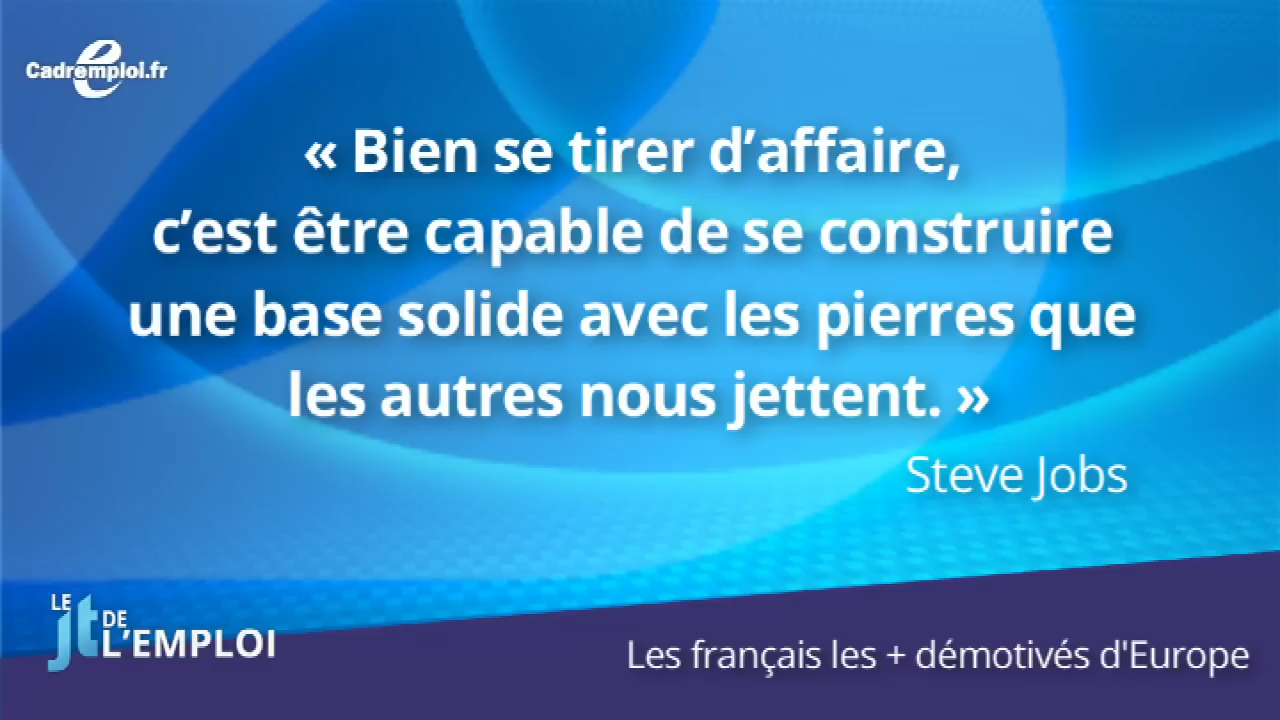 Cadremploi.fr
« Bien se tirer d’affaire,
c’est être capable de se construire
une base solide avec les pierres que
les autres nous jettent. »
Steve Jobs
LE jt DE L’EMPLOI
Les français les + démotivés d'Europe